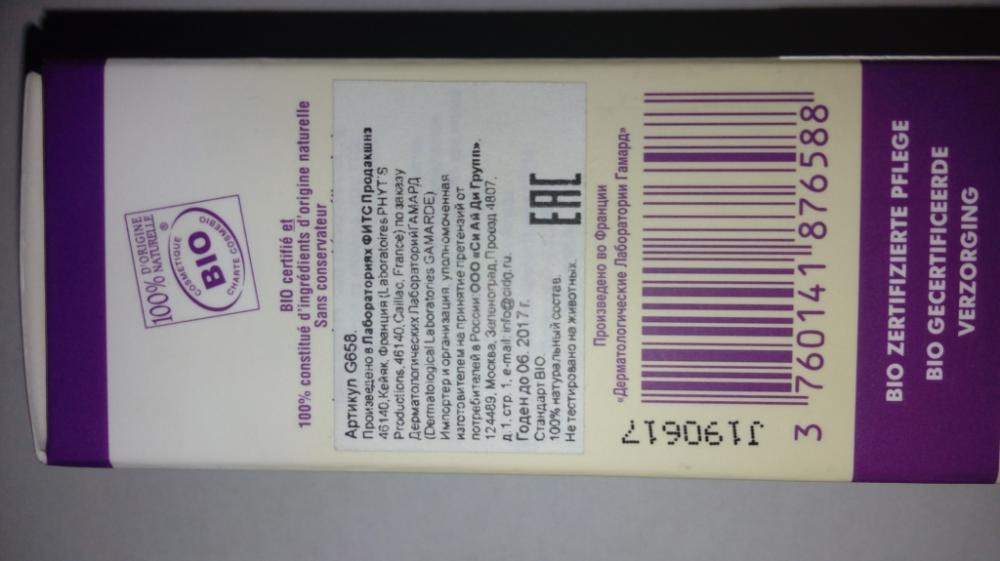 100% D'ORIGINE
NATURELLE
®
COSMETIQUE
BIO
CHARTE COSMEBIO
BIO certifié et
100% constitué d'ingrédients d'origine naturelle
Sans conservateur
Артикул G658.
Произведено в Лабораториях ФИТС Продакшнз
46140, Кейяк, Франция (Laboratoires PHYT'S
Productions, 46140, Caillac, France) по заказу
Дерматологических Лабораторий ГАМАРД
(Dermatological Laboratories GAMARDE)
Импортер и организация, уполномоченная
изготовителем на принятие претензий от
потребителей в России: ООО «Си Ай Ди Групп».
124489, Москва, Зеленоград, Проезд 4807,
д.1, стр. 1, e-mail: info@cidg.ru.
Годен до 06. 2017 г.
Стандарт BIO.
100% натуральный состав.
Не тестировано на животных.
EAC
Произведено во Франции
«Дерматологические Лаборатории Гамард»
3 760141 876588
J190617
BIO ZERTIFIZIERTE PFLEGE
BIO GECERTIFICEERDE
VERZORGING